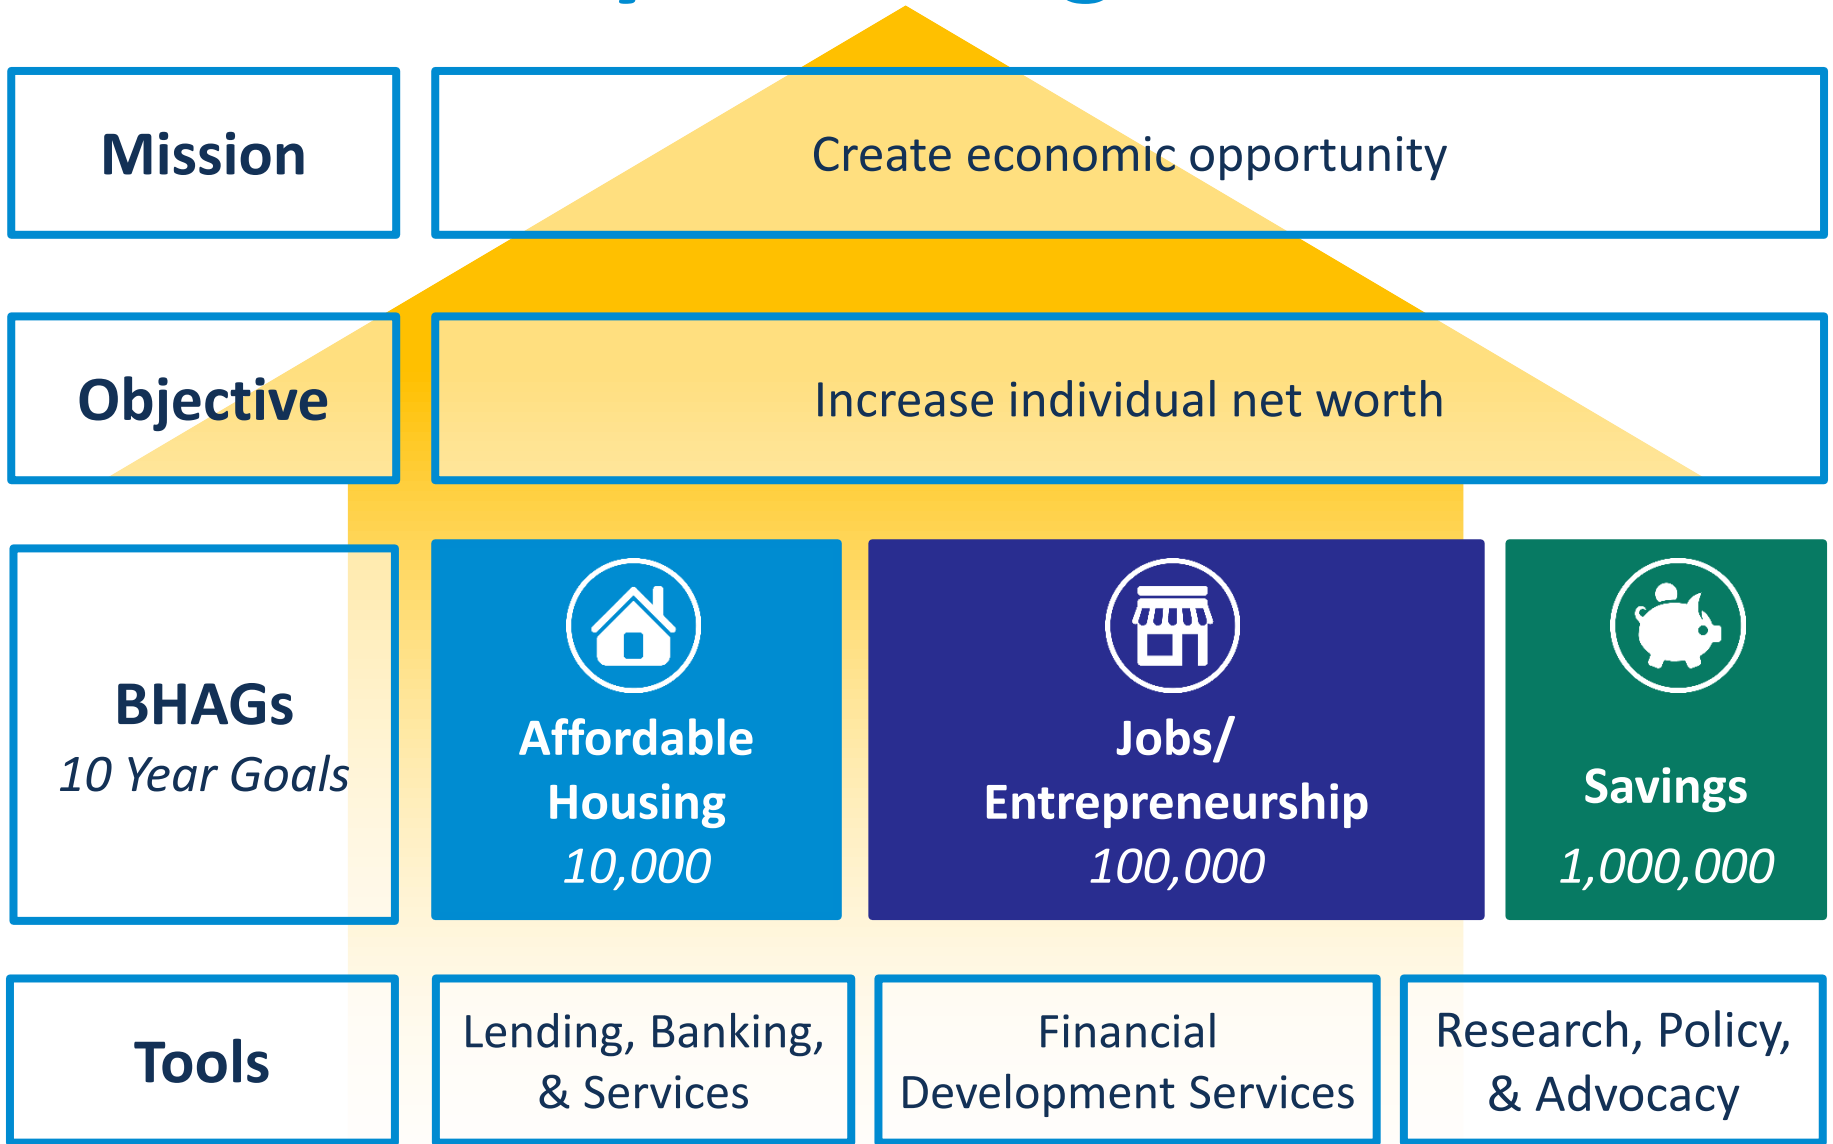 Mission
Create economic opportunity
Objective
Increase individual net worth
BHAGs
10 Year Goals
Affordable
Housing
10,000
Jobs/
Entrepreneurship
100,000
Savings
1,000,000
Tools
Lending, Banking,
& Services
Financial
Development Services
Research, Policy,
& Advocacy